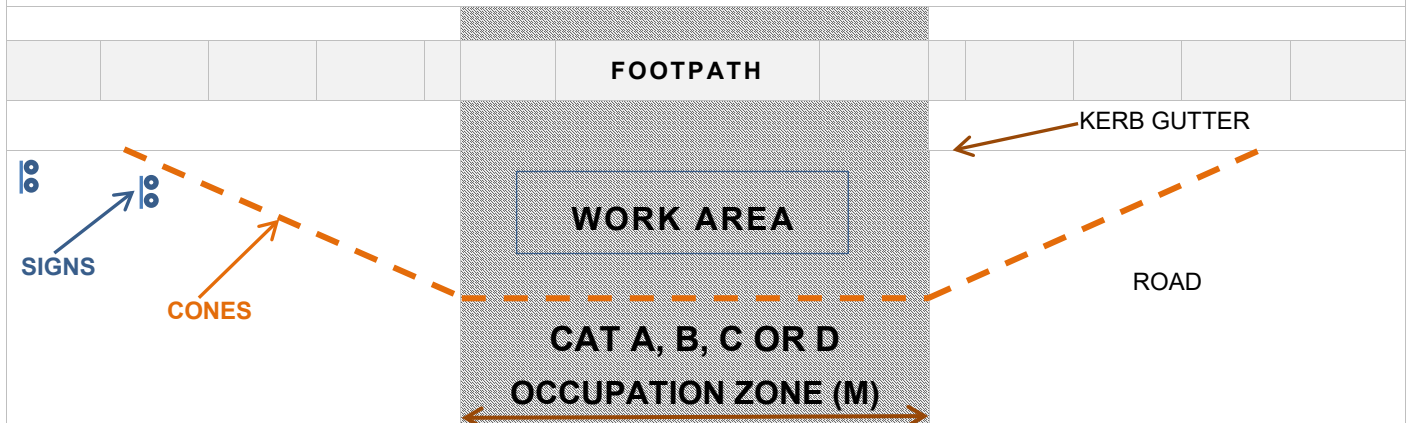 FOOTPATH
KERB GUTTER
WORK AREA
SIGNS
ROAD
CONES
CAT A, B, C OR D
OCCUPATION ZONE (M)